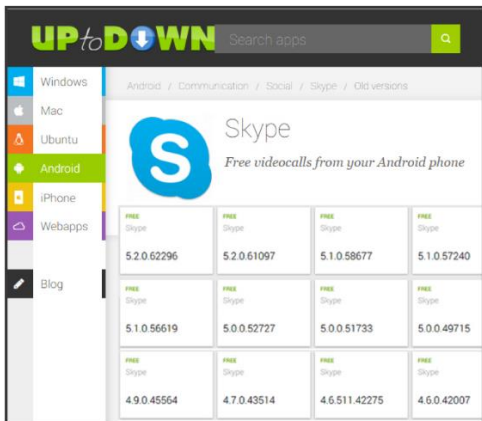 UPtoDOWN
Search apps
Windows
Mac
Ubuntu
Android
iPhone
Webapps
Blog
Android / Communication / Social / Skype / Old versions
Skype
Free videocalls from your Android phone
FREE FREE FREE FREE
Skype Skype Skype Skype
5.2.0.62296 5.2.0.61097 5.1.0.58677 5.1.0.57240
FREE FREE FREE FREE
Skype Skype Skype Skype
5.1.0.56619 5.0.0.52727 5.0.0.51733 5.0.0.49715
FREE FREE FREE FREE
Skype Skype Skype Skype
4.9.0.45564 4.7.0.43514 4.6.511.42275 4.6.0.42007